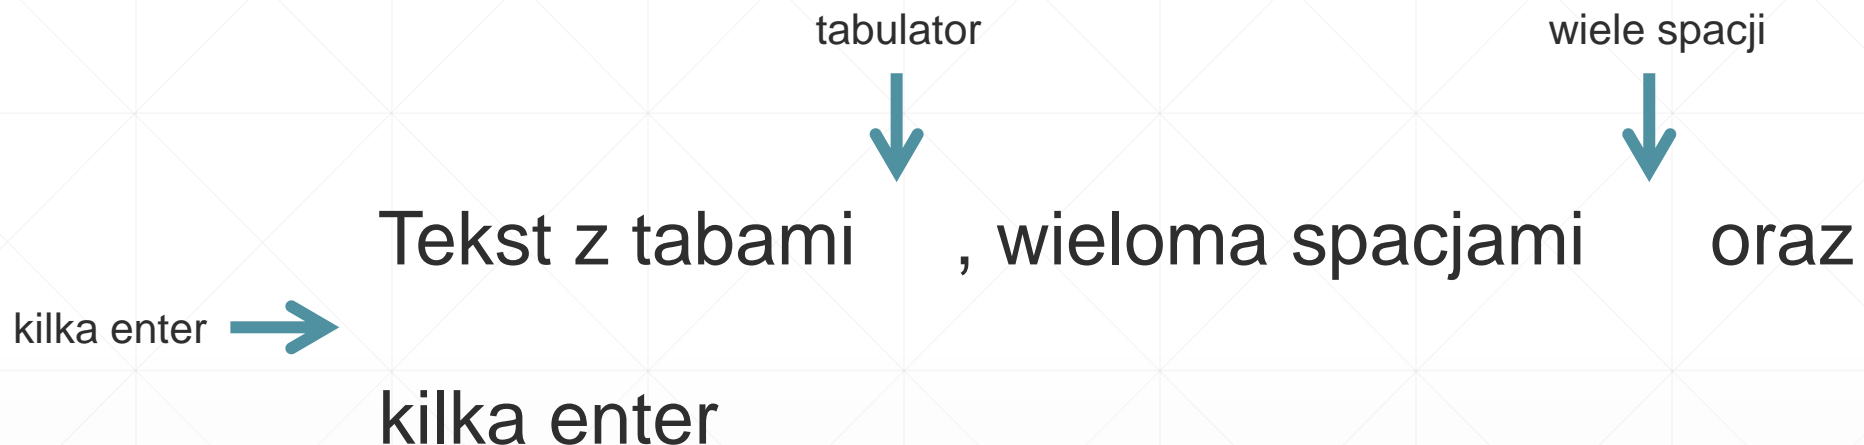 tabulator
wiele spacji
Tekst z tabami , wieloma spacjami oraz
kilka enter
kilka enter